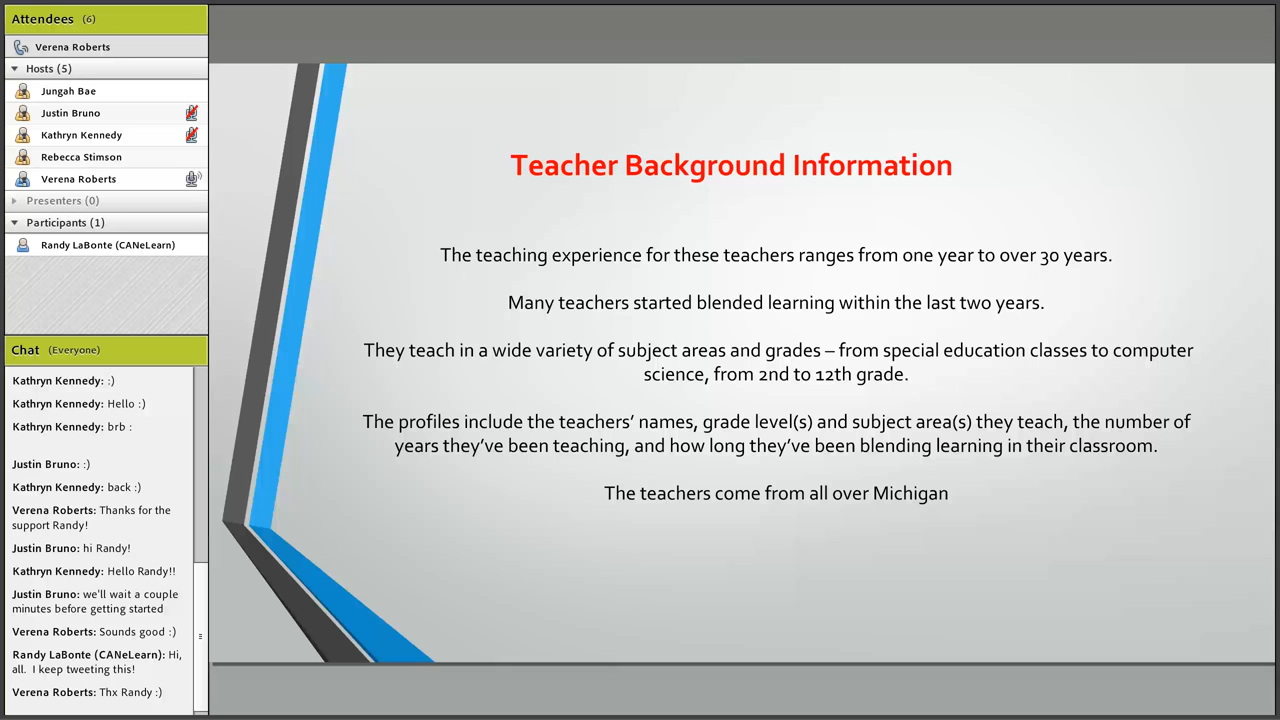 Attendees (6)
Verena Roberts
Hosts (5)
Jungah Bae
Justin Bruno
Kathryn Kennedy
Rebecca Stimson
Verena Roberts
Presenters (0)
Participants (1)
Randy LaBonte (CANeLearn)
Chat (Everyone)
Kathryn Kennedy: :)
Kathryn Kennedy: Hello :)
Kathryn Kennedy: brb :
Justin Bruno: :)
Kathryn Kennedy: back :)
Verena Roberts: Thanks for the
support Randy!
Justin Bruno: hi Randy!
Kathryn Kennedy: Hello Randy!!
Justin Bruno: we'll wait a couple
minutes before getting started
Verena Roberts: Sounds good :)
Randy LaBonte (CANeLearn): Hi,
all. I keep tweeting this!
Verena Roberts: Thx Randy :)
Teacher Background Information
The teaching experience for these teachers ranges from one year to over 30 years.
Many teachers started blended learning within the last two years.
They teach in a wide variety of subject areas and grades – from special education classes to computer
science, from 2nd to 12th grade.
The profiles include the teachers’ names, grade level(s) and subject area(s) they teach, the number of
years they’ve been teaching, and how long they’ve been blending learning in their classroom.
The teachers come from all over Michigan